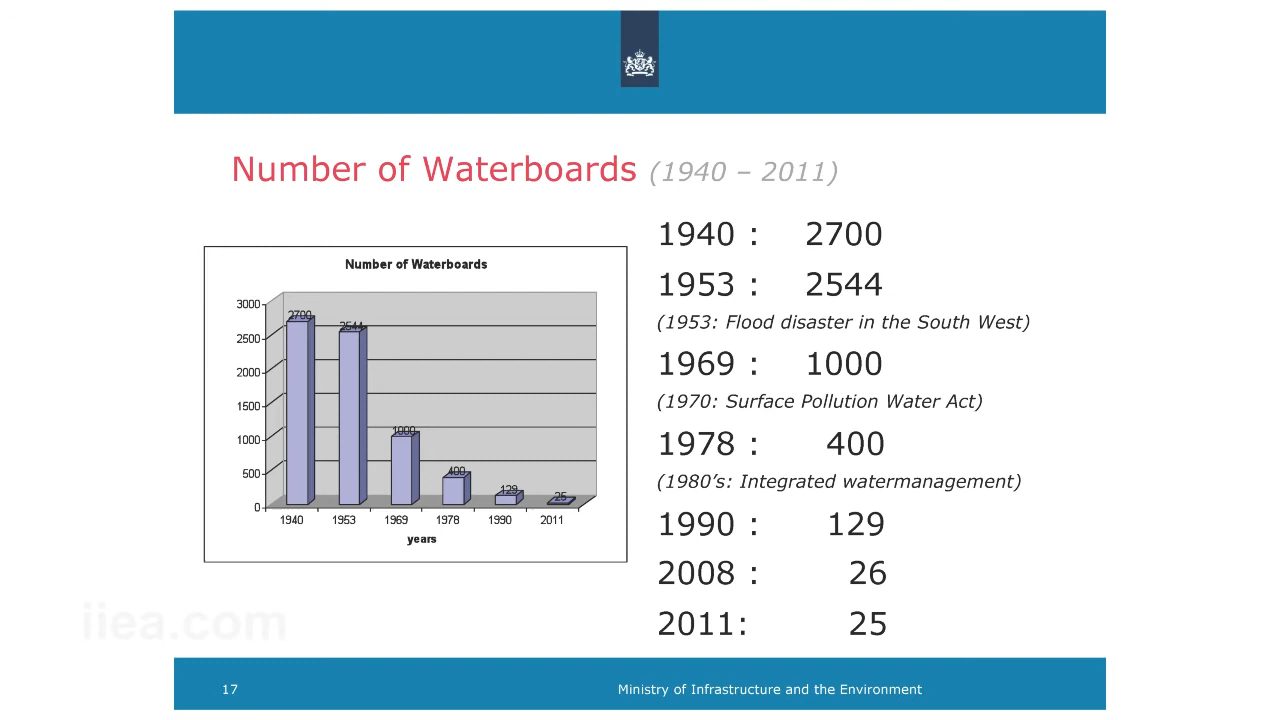 Number of Waterboards (1940 – 2011)
Number of Waterboards
3000
2500
2000
1500
1000
500
0
2700
2544
1000
400
129
25
1940 1953 1969 1978 1990 2011
years
1940 : 2700
1953 : 2544
(1953: Flood disaster in the South West)
1969 : 1000
(1970: Surface Pollution Water Act)
1978 : 400
(1980’s: Integrated watermanagement)
1990 : 129
2008 : 26
2011: 25
iiea.com
17 Ministry of Infrastructure and the Environment